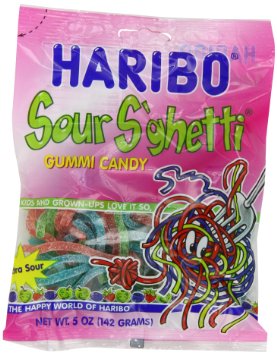 HARIBO
Sour S'ghetti
GUMMI CANDY
KIDS AND GROWN-UPS LOVE IT SO
Sour
THE HAPPY WORLD OF HARIBO
NET WT. 5 OZ (142 GRAMS)